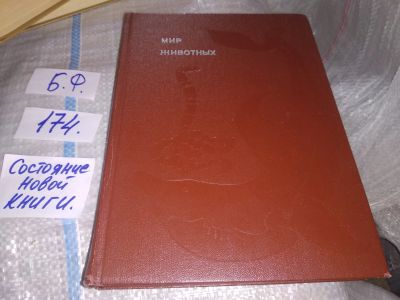 МИР
ЖИВОТНЫХ
Б.Ф.
174.
Состояние
новой
книги.